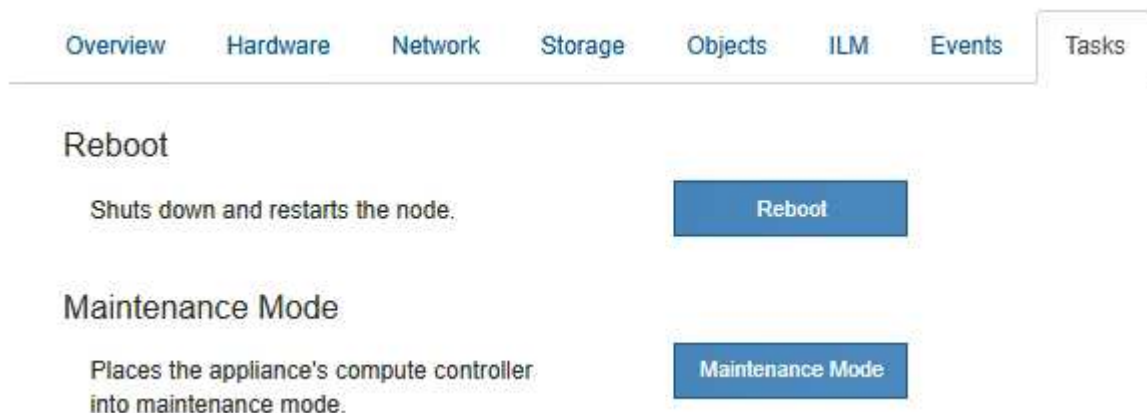 Overview Hardware Network Storage Objects ILM Events Tasks
Reboot
Shuts down and restarts the node. Reboot
Maintenance Mode
Places the appliance's compute controller Maintenance Mode
into maintenance mode.